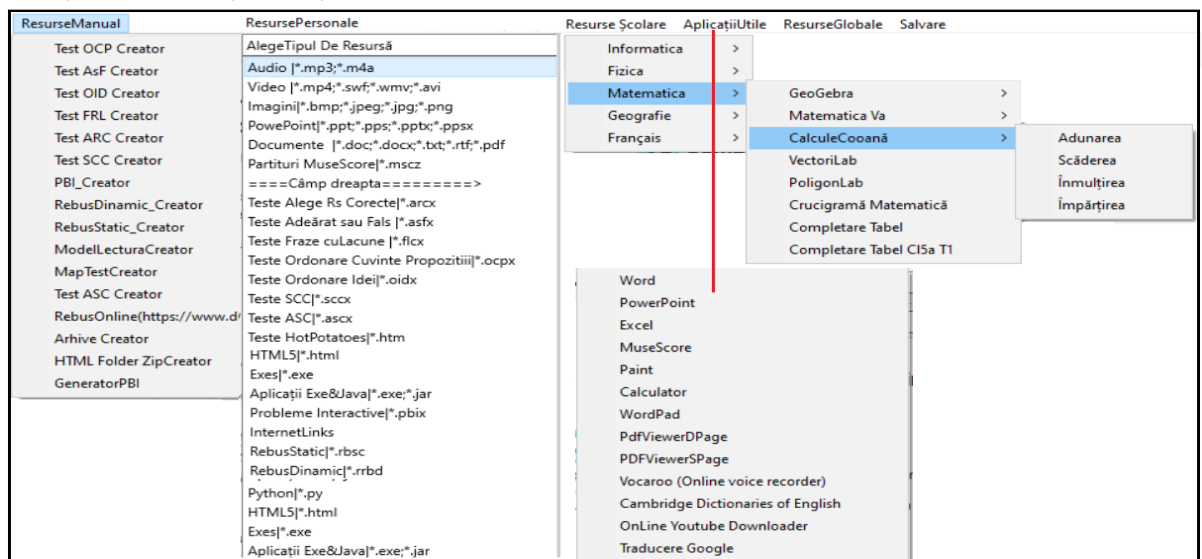 ResurseManual
Test OCP Creator
Test AsF Creator
Test OID Creator
Test FRL Creator
Test ARC Creator
Test SCC Creator
PBI_Creator
RebusDinamic_Creator
RebusStatic_Creator
ModelLecturaCreator
MapTestCreator
Test ASC Creator
RebusOnline(https://www.d
Arhive Creator
HTML Folder ZipCreator
GeneratorPBI
ResursePersonale
AlegeTipul De Resursă
Audio |*.mp3;*.m4a
Video |*.mp4;*.swf;*.wmv;*.avi
Imagini|*.bmp;*.jpeg;*.jpg;*.png
PowePoint|*.ppt;*.pps;*.pptx;*.ppsx
Documente |*.doc;*.docx;*.txt;*.rtf;*.pdf
Partituri MuseScore|*.mscz
====Câmp dreapta=========>
Teste Alege Rs Corecte|*.arcx
Teste Adeărat sau Fals |*.asfx
Teste Fraze cuLacune |*.flcx
Teste Ordonare Cuvinte Propozitiii|*.ocpx
Teste Ordonare Idei|*.oidx
Teste SCC|*.sccx
Teste ASC|*.ascx
Teste HotPotatoes|*.htm
HTML5|*.html
Exes|*.exe
Aplicații Exe&Java|*.exe;*.jar
Probleme Interactive|*.pbix
InternetLinks
RebusStatic|*.rbsc
RebusDinamic|*.rrbd
Python|*.py
HTML5|*.html
Exes|*.exe
Aplicații Exe&Java|*.exe;*.jar
Resurse Școlare AplicațiiUtile ResurseGlobale Salvare
Informatica >
Fizica >
Matematica >
Geografie >
Français >
GeoGebra >
Matematica Va >
CalculeCooană >
VectoriLab
PoligonLab
Crucigramă Matematică
Completare Tabel
Completare Tabel Cl5a T1
Adunarea
Scăderea
Înmulțirea
Împărțirea
Word
PowerPoint
Excel
MuseScore
Paint
Calculator
WordPad
PdfViewerDPage
PDFViewerSPage
Vocaroo (Online voice recorder)
Cambridge Dictionaries of English
OnLine Youtube Downloader
Traducere Google